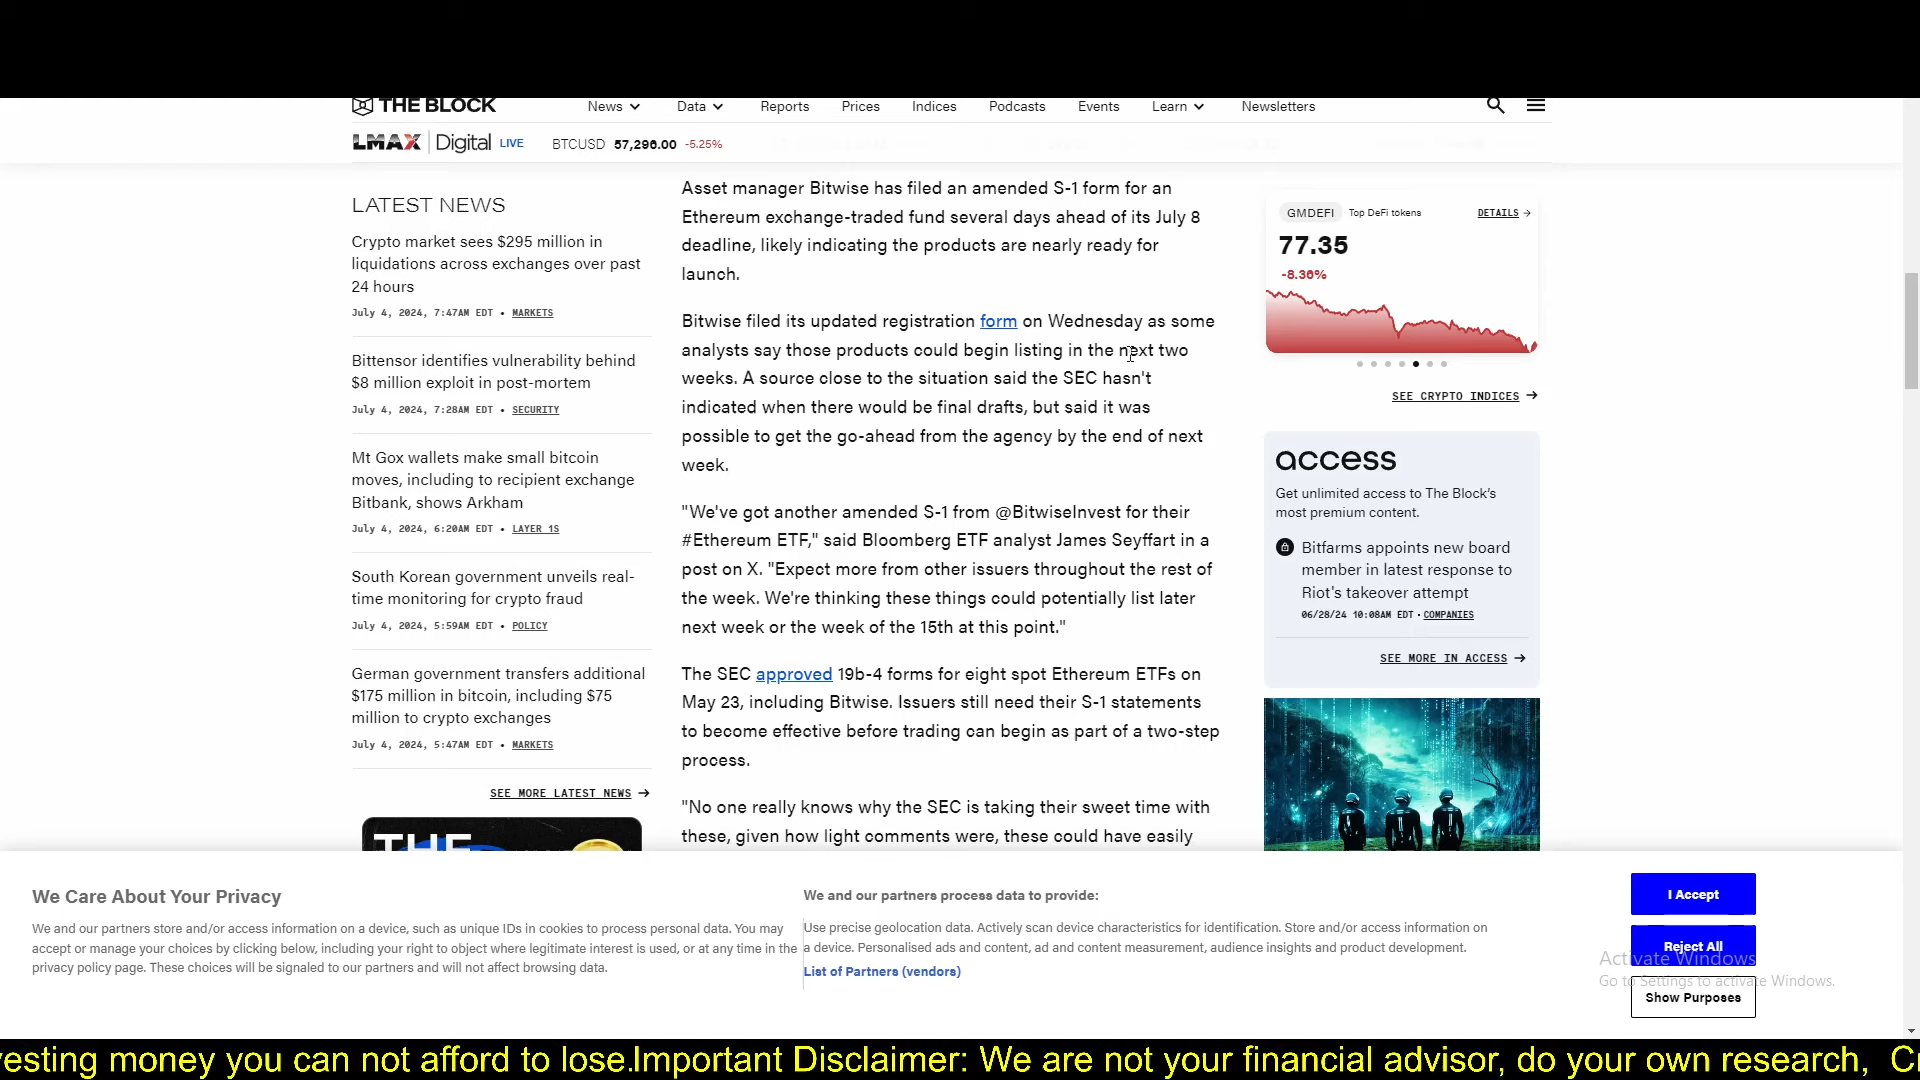 THE BLOCK
News Data Reports Prices Indices Podcasts Events Learn Newsletters
LMAX Digital LIVE BTCUSD 57,296.00 -5.25%
LATEST NEWS
Crypto market sees $295 million in
liquidations across exchanges over past
24 hours
July 4, 2024, 7:47AM EDT • MARKETS
Bittensor identifies vulnerability behind
$8 million exploit in post-mortem
July 4, 2024, 7:28AM EDT • SECURITY
Mt Gox wallets make small bitcoin
moves, including to recipient exchange
Bitbank, shows Arkham
July 4, 2024, 6:20AM EDT • LAYER 1S
South Korean government unveils real-
time monitoring for crypto fraud
July 4, 2024, 5:59AM EDT • POLICY
German government transfers additional
$175 million in bitcoin, including $75
million to crypto exchanges
July 4, 2024, 5:47AM EDT • MARKETS
SEE MORE LATEST NEWS
THE
Asset manager Bitwise has filed an amended S-1 form for an
Ethereum exchange-traded fund several days ahead of its July 8
deadline, likely indicating the products are nearly ready for
launch.
Bitwise filed its updated registration form on Wednesday as some
analysts say those products could begin listing in the next two
weeks. A source close to the situation said the SEC hasn't
indicated when there would be final drafts, but said it was
possible to get the go-ahead from the agency by the end of next
week.
"We've got another amended S-1 from @BitwiseInvest for their
#Ethereum ETF," said Bloomberg ETF analyst James Seyffart in a
post on X. "Expect more from other issuers throughout the rest of
the week. We're thinking these things could potentially list later
next week or the week of the 15th at this point."
The SEC approved 19b-4 forms for eight spot Ethereum ETFs on
May 23, including Bitwise. Issuers still need their S-1 statements
to become effective before trading can begin as part of a two-step
process.
"No one really knows why the SEC is taking their sweet time with
these, given how light comments were, these could have easily
GMDEFI Top DeFi tokens DETAILS
77.35
-8.36%
SEE CRYPTO INDICES
access
Get unlimited access to The Block's
most premium content.
Bitfarms appoints new board
member in latest response to
Riot's takeover attempt
06/28/24 10:08AM EDT • COMPANIES
SEE MORE IN ACCESS
We Care About Your Privacy
We and our partners store and/or access information on a device, such as unique IDs in cookies to process personal data. You may
accept or manage your choices by clicking below, including your right to object where legitimate interest is used, or at any time in the
privacy policy page. These choices will be signaled to our partners and will not affect browsing data.
We and our partners process data to provide:
Use precise geolocation data. Actively scan device characteristics for identification. Store and/or access information on
a device. Personalised ads and content, ad and content measurement, audience insights and product development.
List of Partners (vendors)
I Accept
Reject All
Show Purposes
Activate Windows
Go to Settings to activate Windows.
vesting money you can not afford to lose.Important Disclaimer: We are not your financial advisor, do your own research,